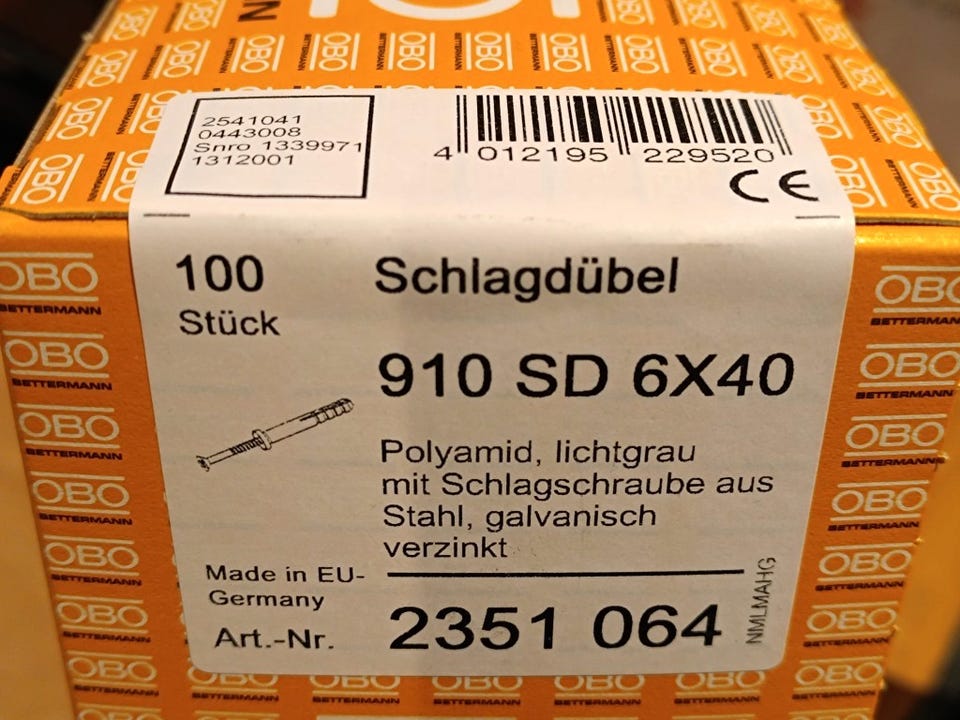 2541041
0443008
Snro 1339971
1312001
4 012195 229520
CE
100
Stück
Schlagdübel
910 SD 6X40
Polyamid, lichtgrau
mit Schlagschraube aus
Stahl, galvanisch
verzinkt
Made in EU-
Germany
Art.-Nr.
2351 064
NMLMAHG
OBO
BETTERMANN